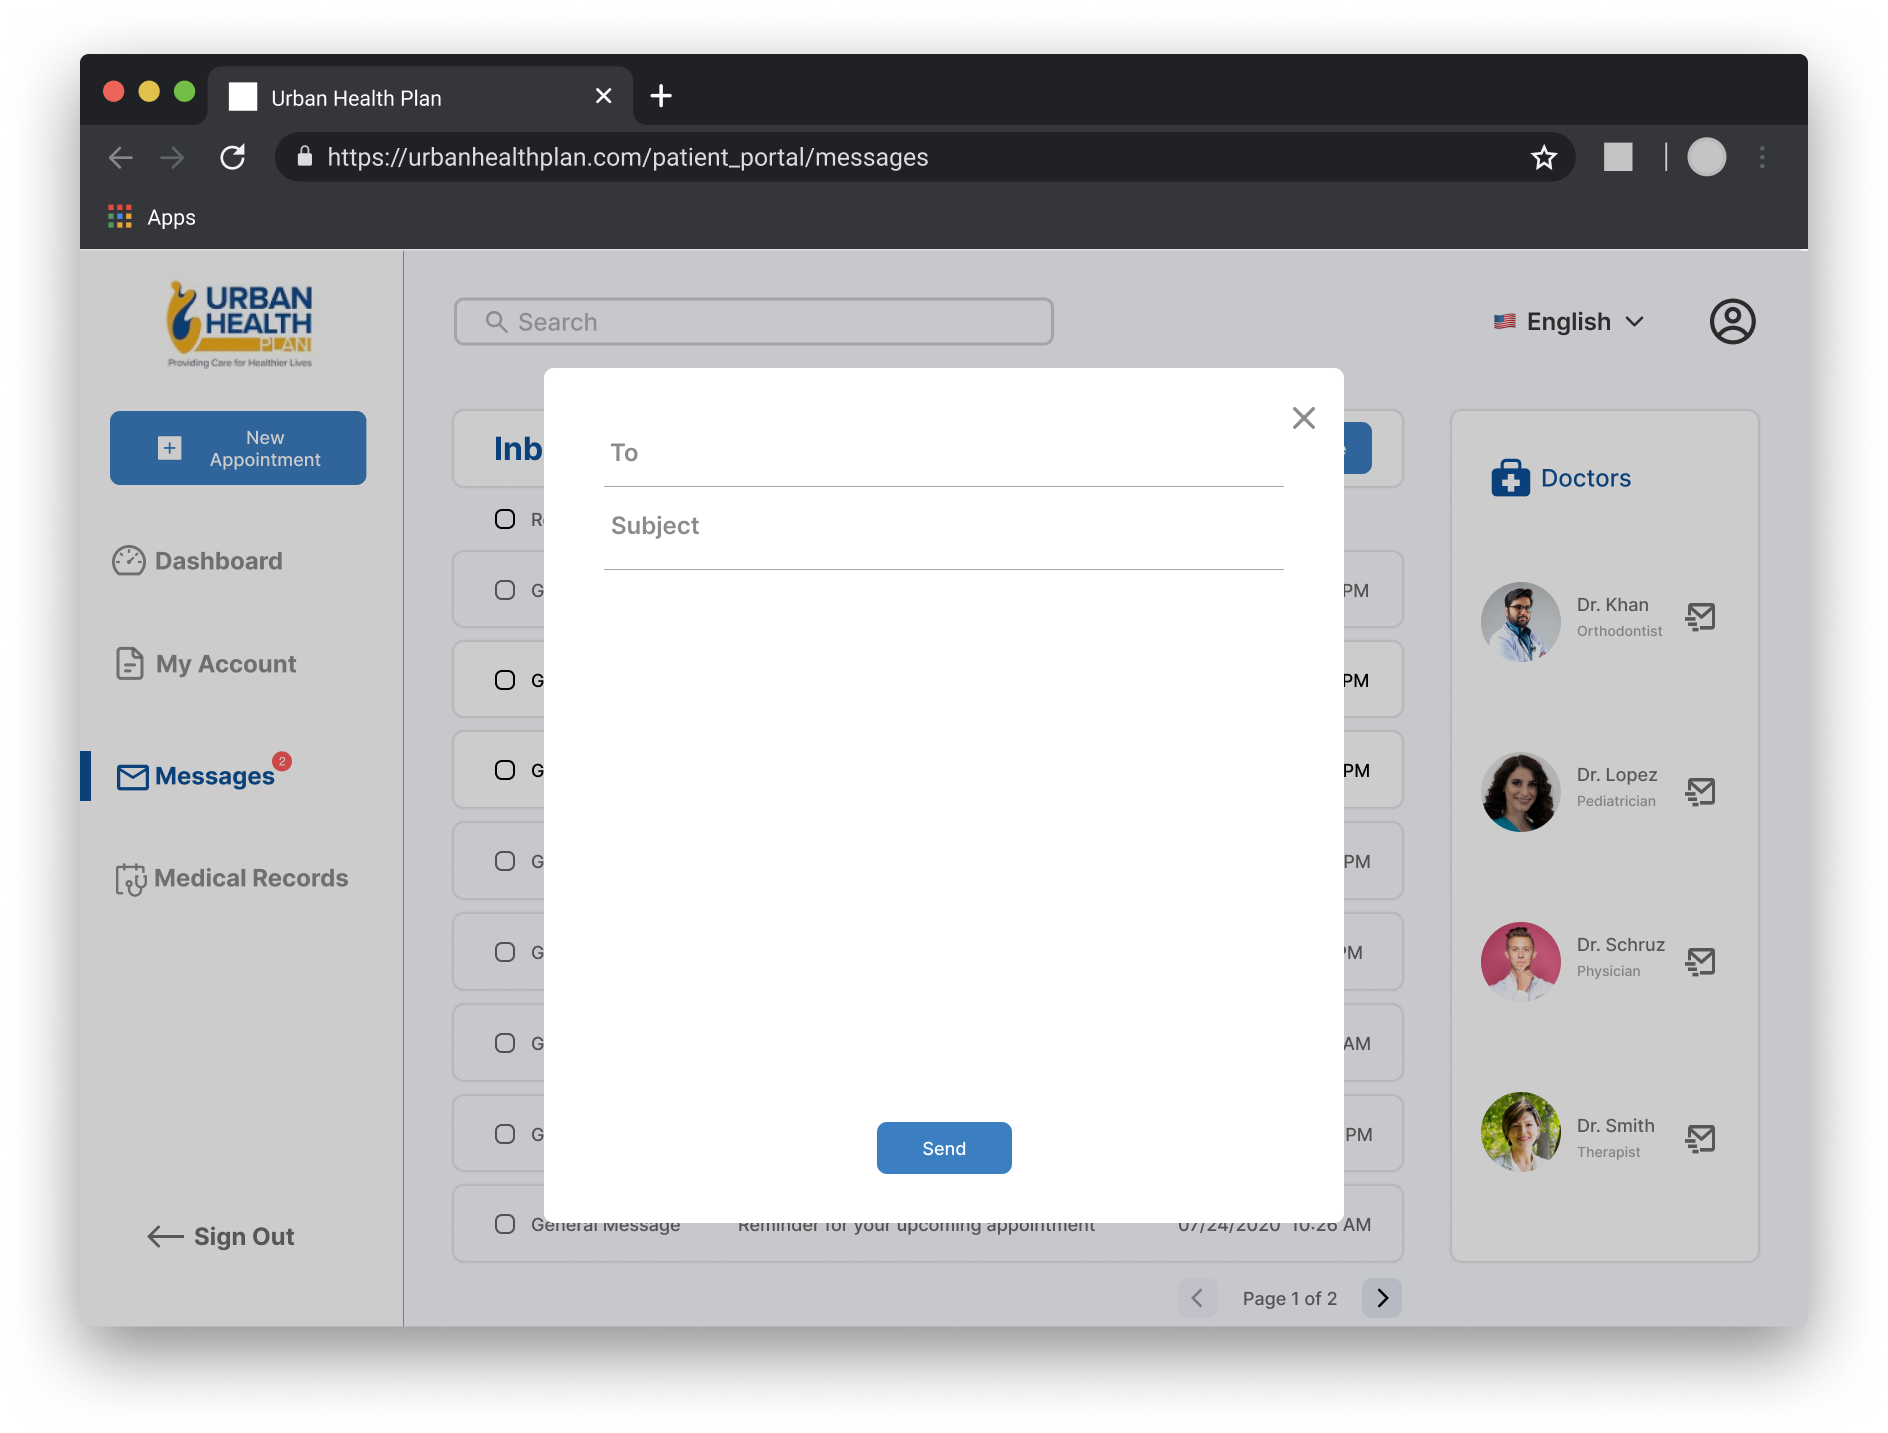 Urban Health Plan
https://urbanhealthplan.com/patient_portal/messages
Apps
URBAN
HEALTH
PLAN
Providing Care for Healthier Lives
Search
English
New
Appointment
Dashboard
My Account
Messages
2
Medical Records
Sign Out
Inb
To
Subject
Send
R
G
PM
G
PM
G
PM
G
PM
G
PM
G
AM
G
PM
General Message Reminder for your upcoming appointment 07/24/2020 10:26 AM
Page 1 of 2
Doctors
Dr. Khan
Orthodontist
Dr. Lopez
Pediatrician
Dr. Schruz
Physician
Dr. Smith
Therapist